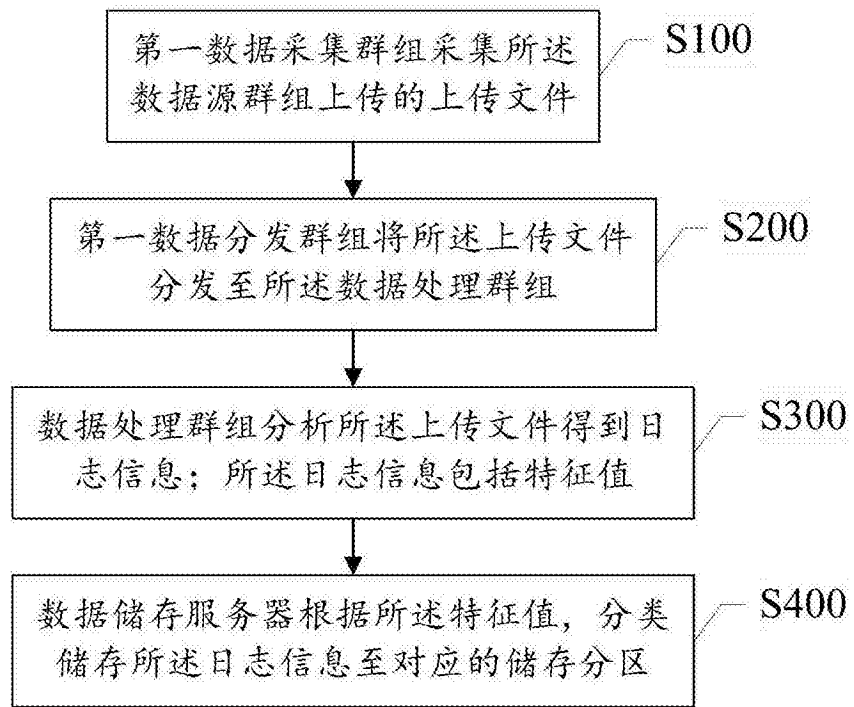 第一数据采集群组采集所述
数据源群组上传的上传文件
S100
第一数据分发群组将所述上传文件
分发至所述数据处理群组
S200
数据处理群组分析所述上传文件得到日
志信息；所述日志信息包括特征值
S300
数据储存服务器根据所述特征值，分类
储存所述日志信息至对应的储存分区
S400